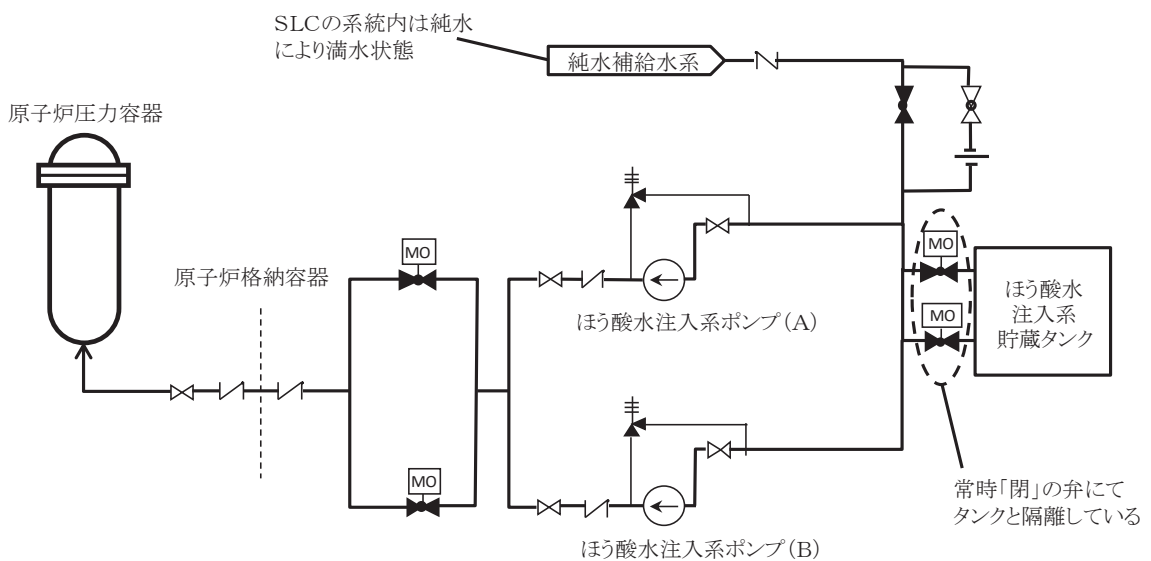 SLCの系統内は純水
により満水状態
純水補給水系
原子炉圧力容器
MO
原子炉格納容器
MO
ほう酸水
注入系
貯蔵タンク
MO
ほう酸水注入系ポンプ(A)
MO
常時「閉」の弁にて
タンクと隔離している
ほう酸水注入系ポンプ(B)